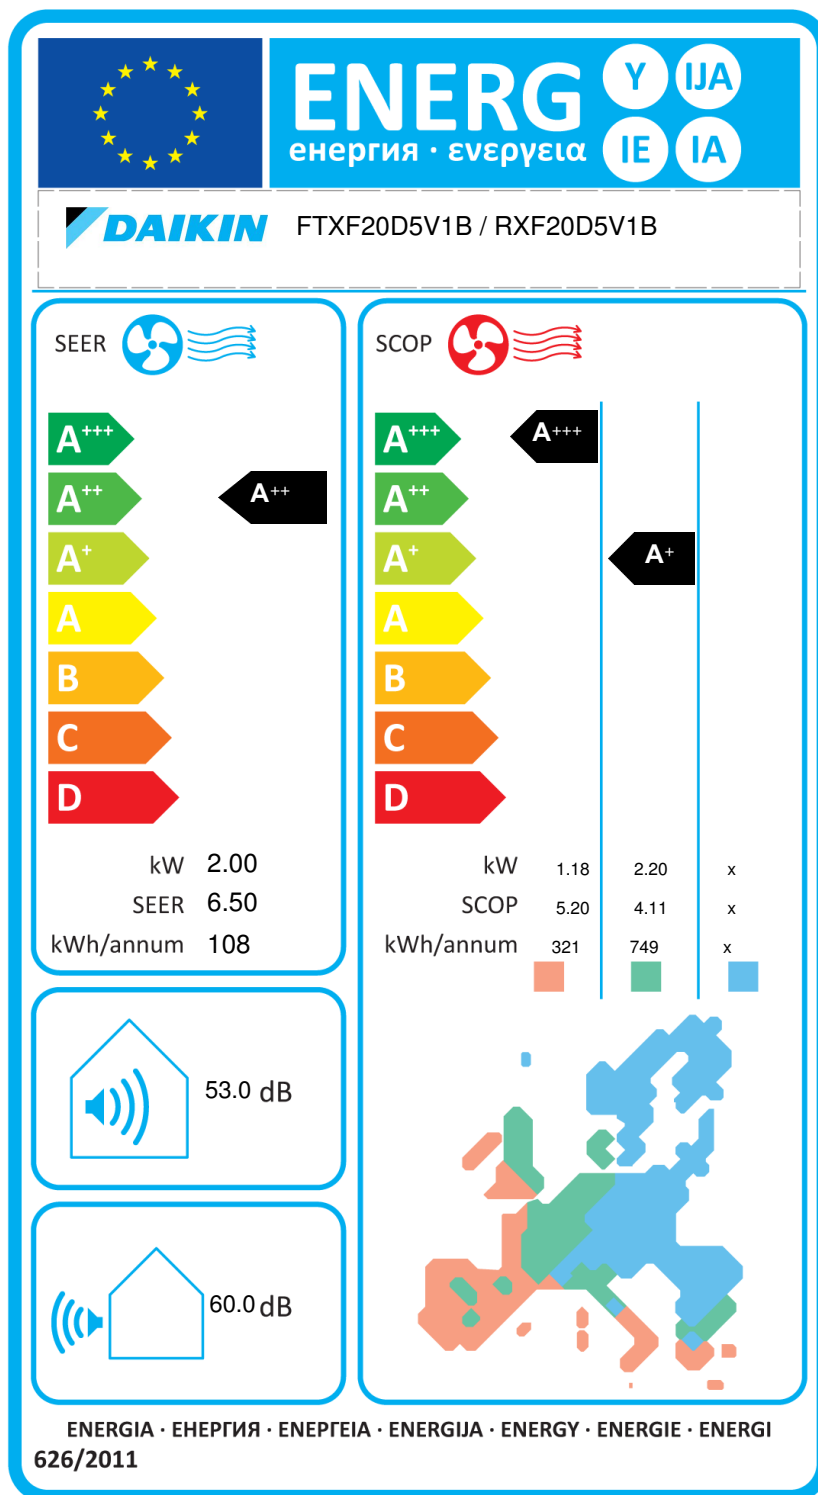 ENERG
енергия · ενεργεια
Y IJA
IE IA
DAIKIN FTXF20D5V1B / RXF20D5V1B
SEER
A+++
A++ A++
A+
A
B
C
D
kW 2.00
SEER 6.50
kWh/annum 108
SCOP
A+++ A+++
A++
A+ A+
A
B
C
D
kW 1.18 2.20 x
SCOP 5.20 4.11 x
kWh/annum 321 749 x
53.0 dB
60.0 dB
ENERGIA · ЕНЕРГИЯ · ΕΝΕΡΓΕΙΑ · ENERGIJA · ENERGY · ENERGIE · ENERGI
626/2011